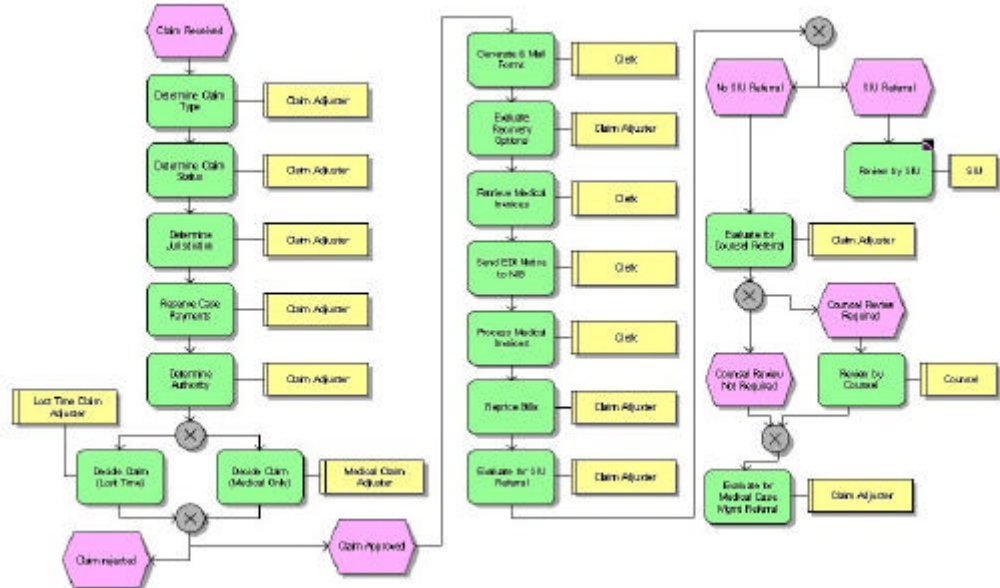 Claim Received
Determine Claim
Type
Claim Adjuster
Determine Claim
Status
Claim Adjuster
Determine
Jurisdiction
Claim Adjuster
Reserve Case
Payments
Claim Adjuster
Determine
Authority
Claim Adjuster
Lost Time Claim
Adjuster
Decide Claim
(Lost Time)
Decide Claim
(Medical Only)
Medical Claim
Adjuster
Claim rejected
Claim Approved
Generate & Mail
Forms
Clerk
Evaluate
Recovery
Options
Claim Adjuster
Retrieve Medical
Invoices
Clerk
Send EDI Notice
to
Clerk
Process Medical
Invoices
Clerk
Reprice Bills
Claim Adjuster
Evaluate for SIU
Referral
Claim Adjuster
No SIU Referral
SIU Referral
Review by SIU
SIU
Evaluate for
Counsel Referral
Claim Adjuster
Counsel Review
Required
Counsel Review
Not Required
Review by
Counsel
Counsel
Evaluate for
Medical Case
Mgmt Referral
Claim Adjuster